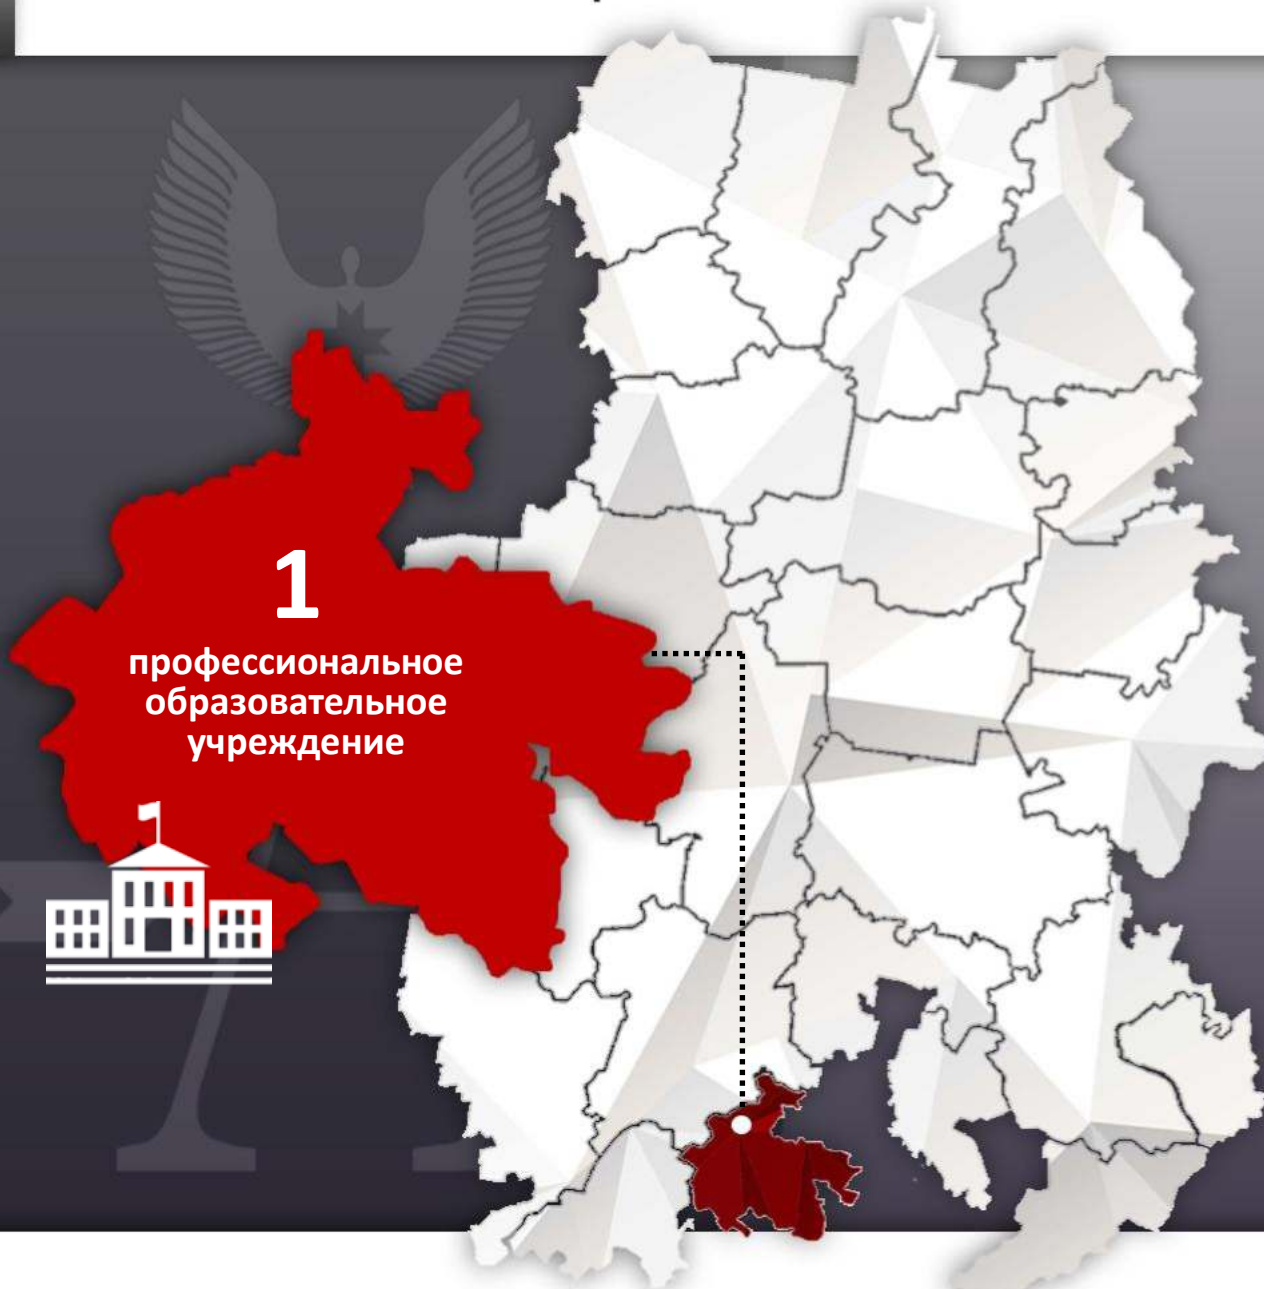 1
профессиональное
образовательное
учреждение